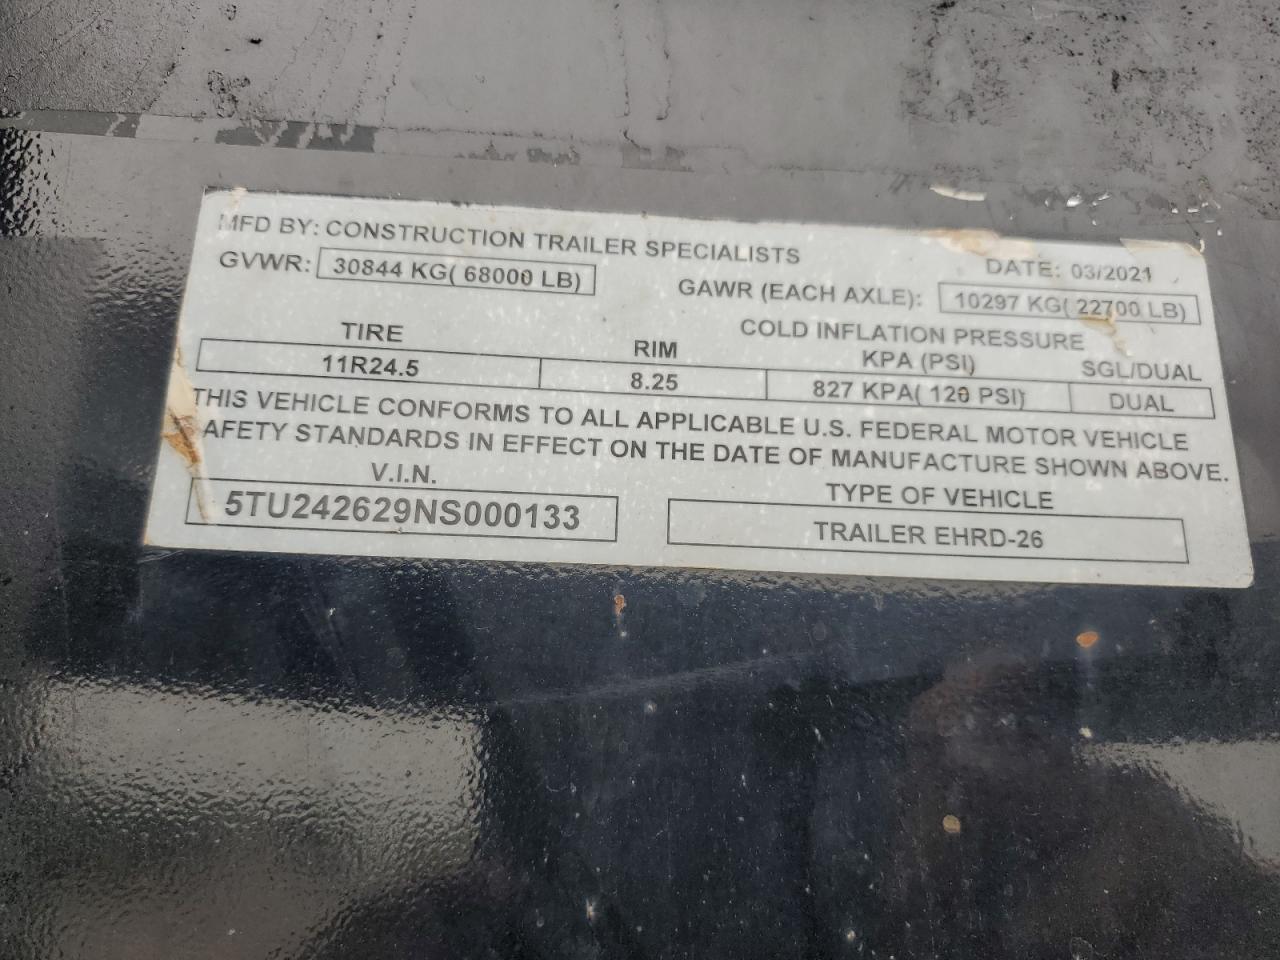 MFD BY: CONSTRUCTION TRAILER SPECIALISTS DATE: 03/2021
GVWR: 30844 KG( 68000 LB) GAWR (EACH AXLE): 10297 KG( 22700 LB)
COLD INFLATION PRESSURE
TIRE RIM KPA (PSI) SGL/DUAL
11R24.5 8.25 827 KPA( 120 PSI) DUAL
THIS VEHICLE CONFORMS TO ALL APPLICABLE U.S. FEDERAL MOTOR VEHICLE
AFETY STANDARDS IN EFFECT ON THE DATE OF MANUFACTURE SHOWN ABOVE.
V.I.N. TYPE OF VEHICLE
5TU242629NS000133 TRAILER EHRD-26